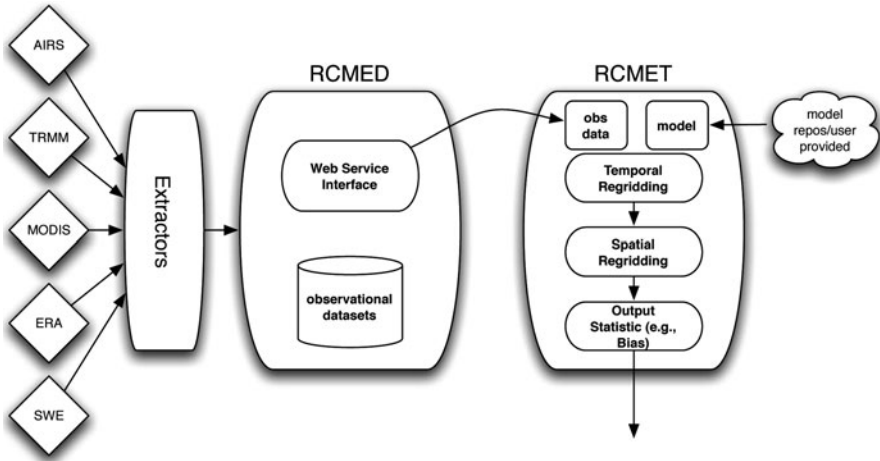 AIRS
TRMM
MODIS
ERA
SWE
Extractors
RCMED
Web Service
Interface
observational
datasets
RCMET
obs
data
model
Temporal
Regridding
Spatial
Regridding
Output
Statistic (e.g.,
Bias)
model
repos/user
provided